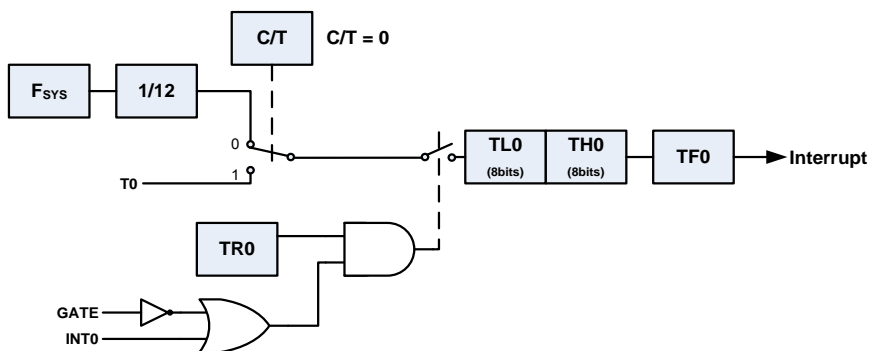 C/T C/T = 0
FSYS 1/12
0
1
T0
TL0 TH0 TF0 Interrupt
(8bits) (8bits)
TR0
GATE
INT0